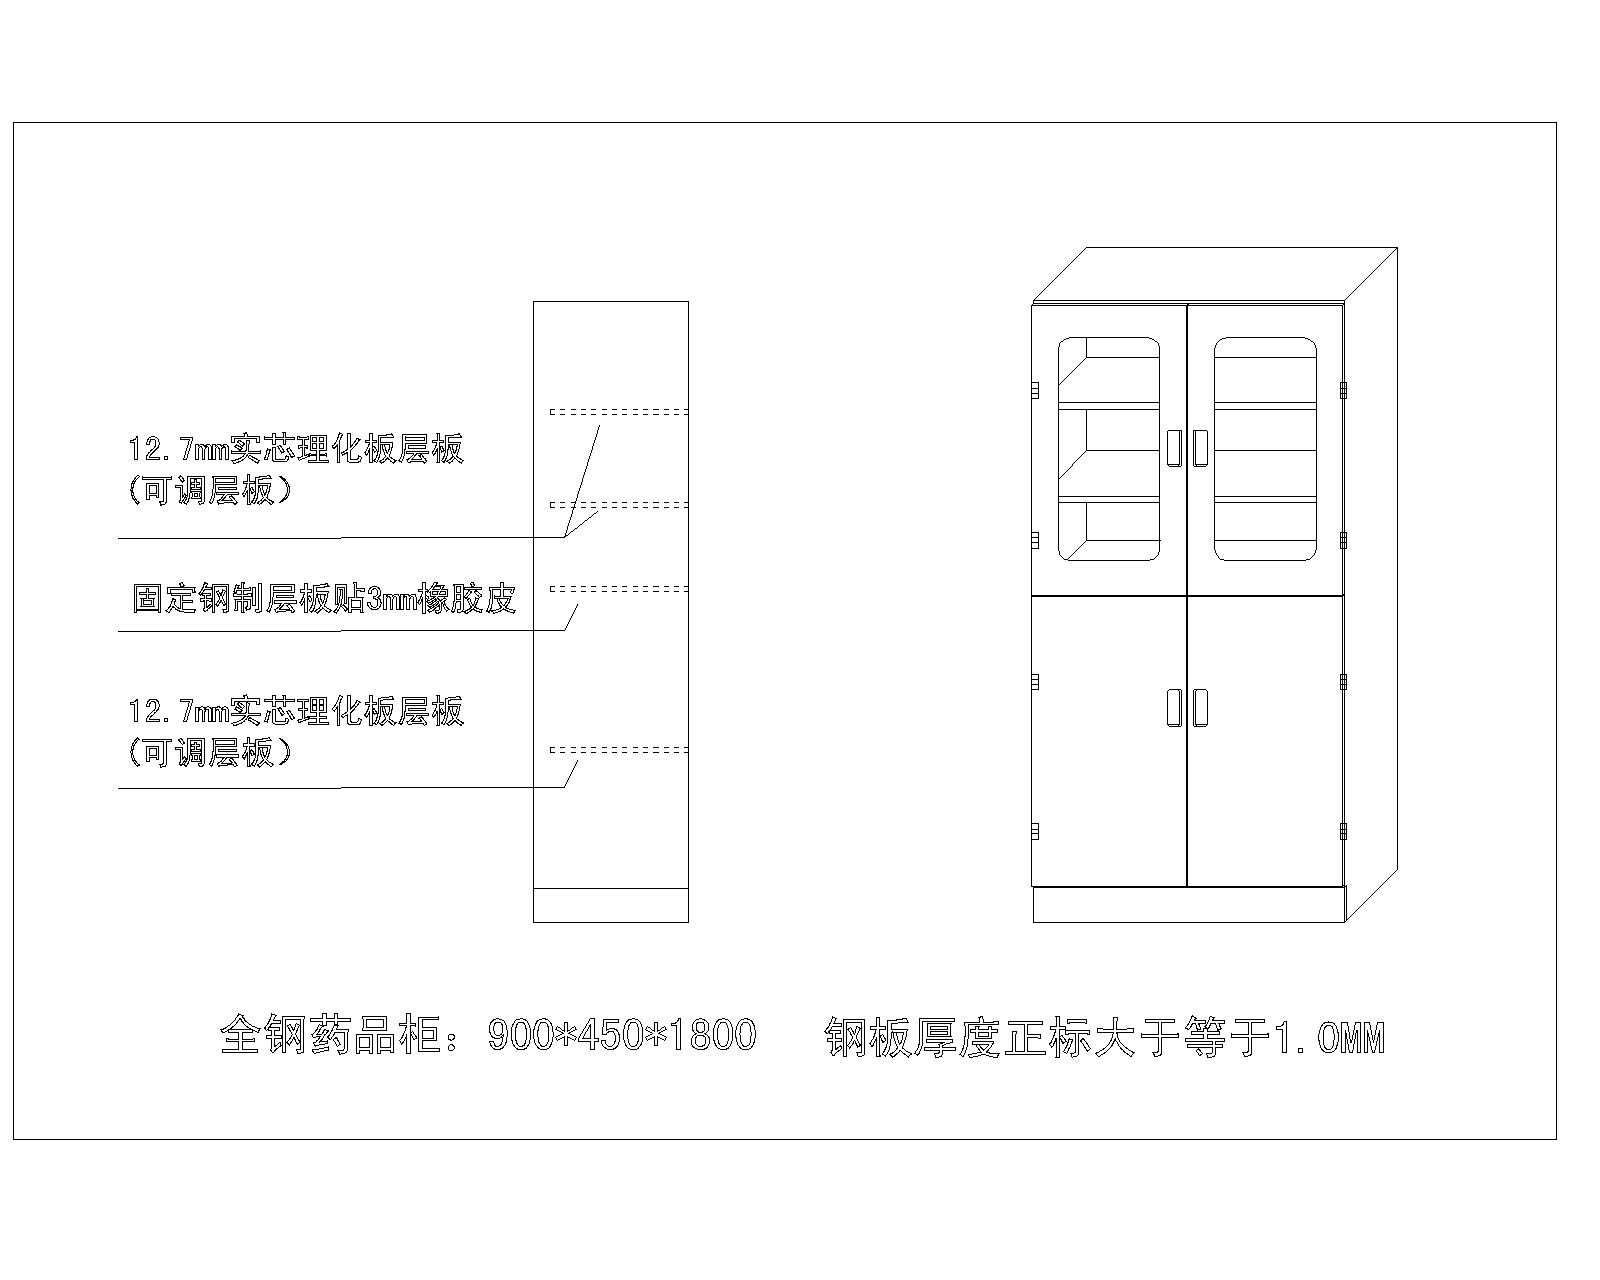 12.7mm实芯理化板层板
(可调层板)
固定钢制层板贴3mm橡胶皮
12.7mm实芯理化板层板
(可调层板)
全钢药品柜：900*450*1800
钢板厚度正标大于等于1.0MM